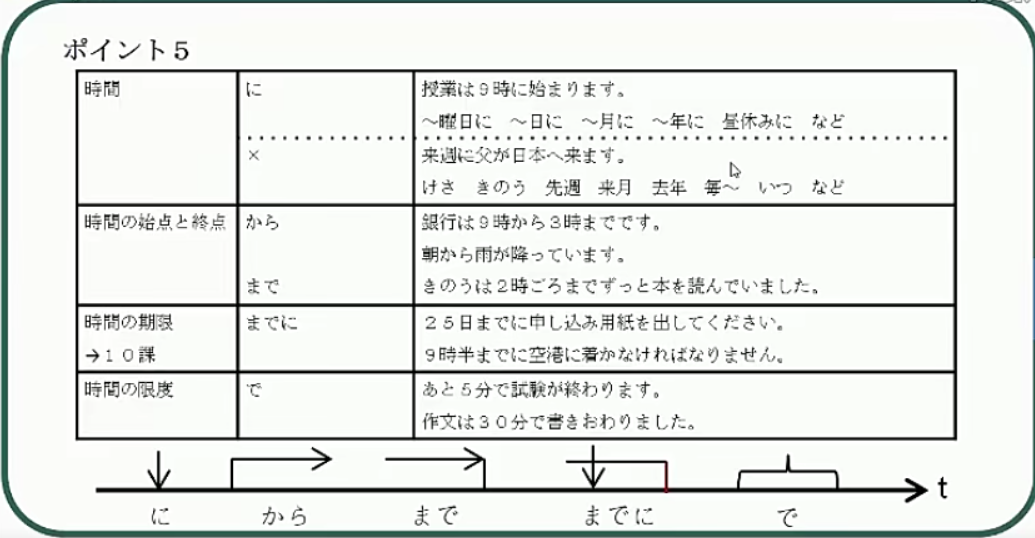 ポイント５
時間 に 授業は９時に始まります。
～曜日に ～日に ～月に ～年に 昼休みに など
× 来週に父が日本へ来ます。
けさ きのう 先週 来月 去年 毎～ いつ など
時間の始点と終点 から 銀行は９時から３時までです。
朝から雨が降っています。
まで きのうは２時ごろまでずっと本を読んでいました。
時間の期限 までに ２５日までに申し込み用紙を出してください。
→１０課 ９時半までに空港に着かなければなりません。
時間の限度 で あと５分で試験が終わります。
作文は３０分で書きおわりました。
t
に から まで までに で